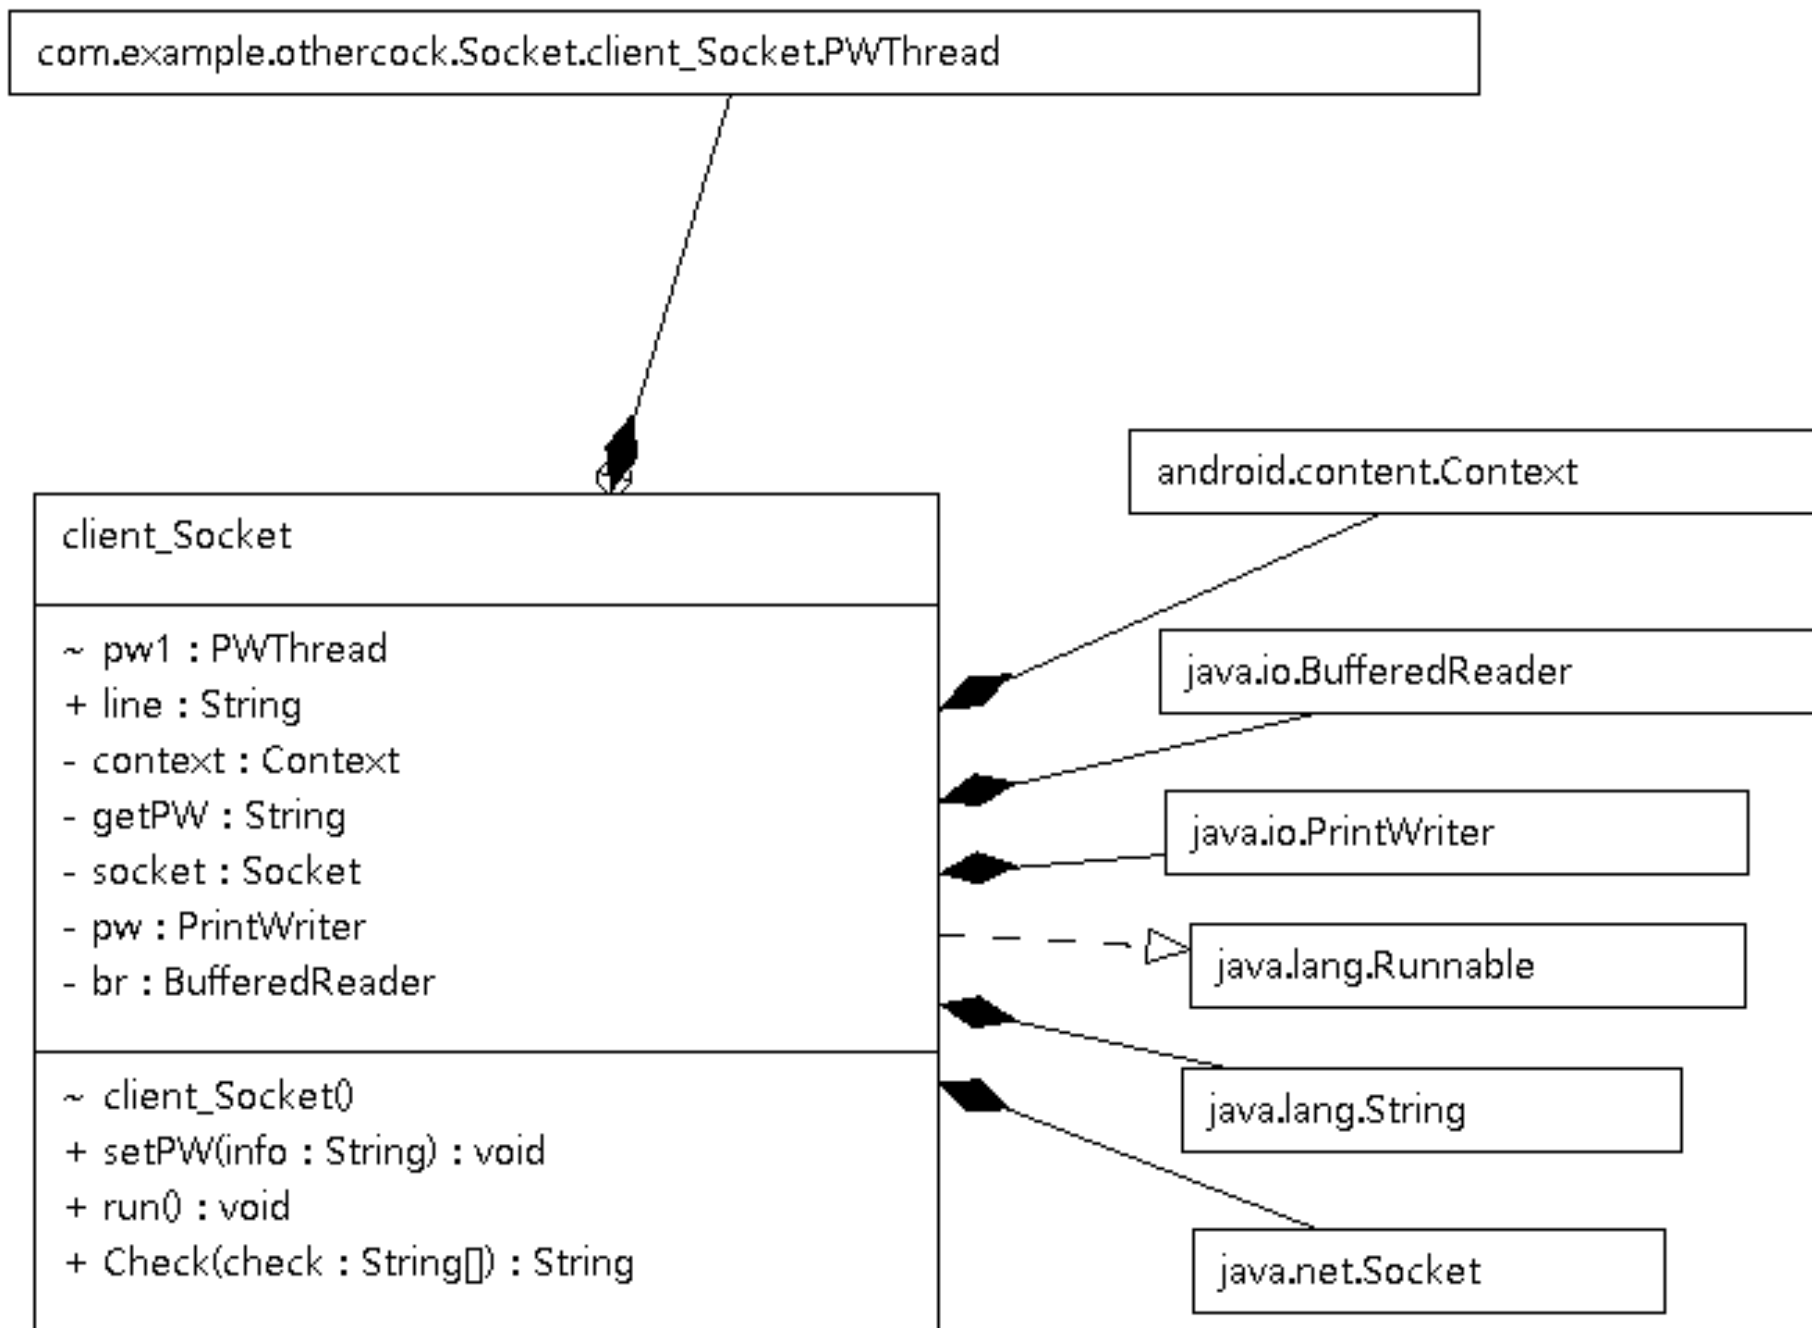 com.example.othercock.Socket.client_Socket.PWThread
client_Socket
~ pw1 : PWThread
+ line : String
- context : Context
- getPW : String
- socket : Socket
- pw : PrintWriter
- br : BufferedReader
~ client_Socket()
+ setPW(info : String) : void
+ run() : void
+ Check(check : String[]) : String
android.content.Context
java.io.BufferedReader
java.io.PrintWriter
java.lang.Runnable
java.lang.String
java.net.Socket